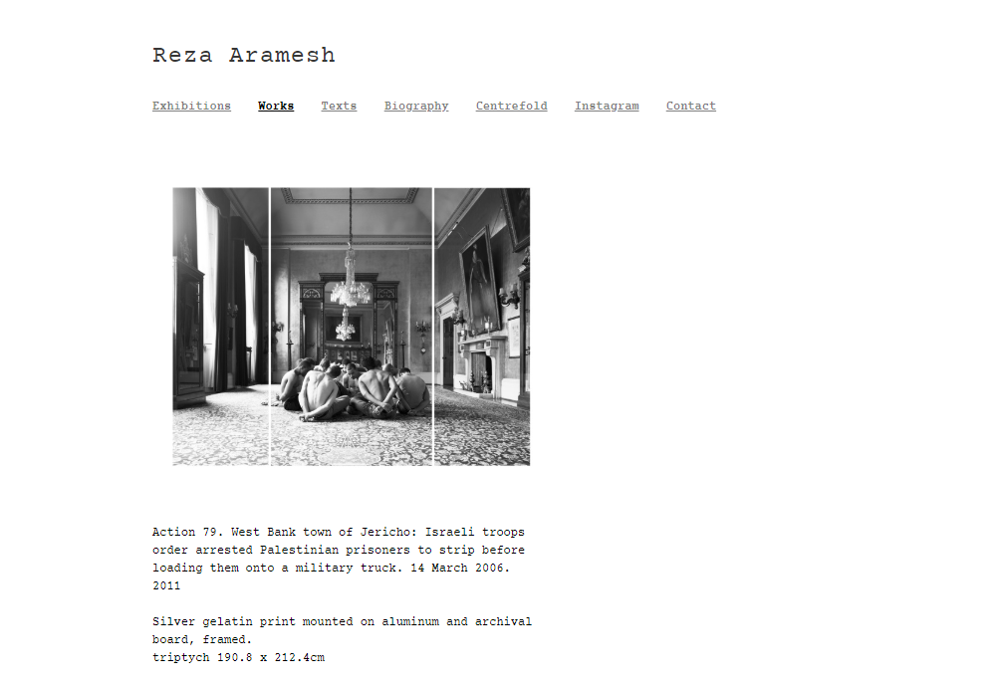 Reza Aramesh
Exhibitions Works Texts Biography Centrefold Instagram Contact
Action 79. West Bank town of Jericho: Israeli troops
order arrested Palestinian prisoners to strip before
loading them onto a military truck. 14 March 2006.
2011
Silver gelatin print mounted on aluminum and archival
board, framed.
triptych 190.8 x 212.4cm